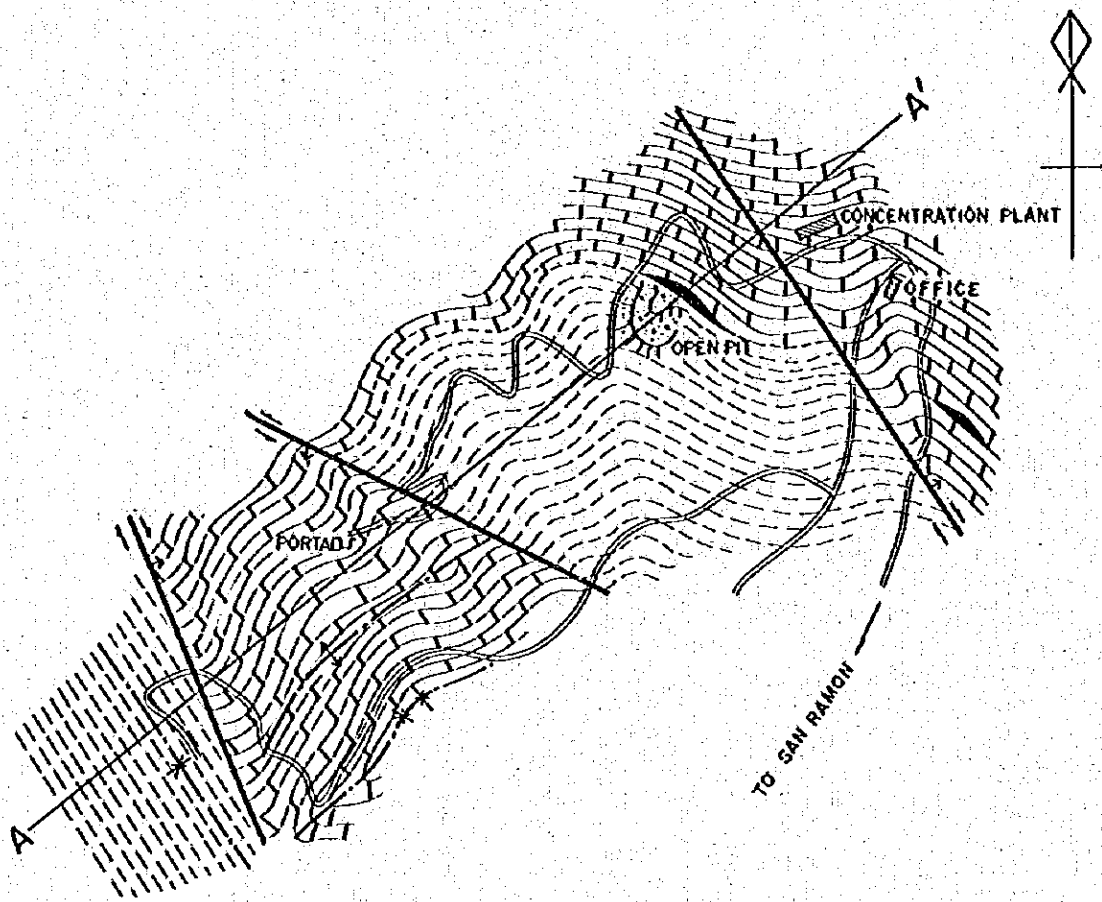 A'
CONCENTRATION PLANT
OFFICE
OPEN PIT
PORTAL
TO SAN RAMON
A